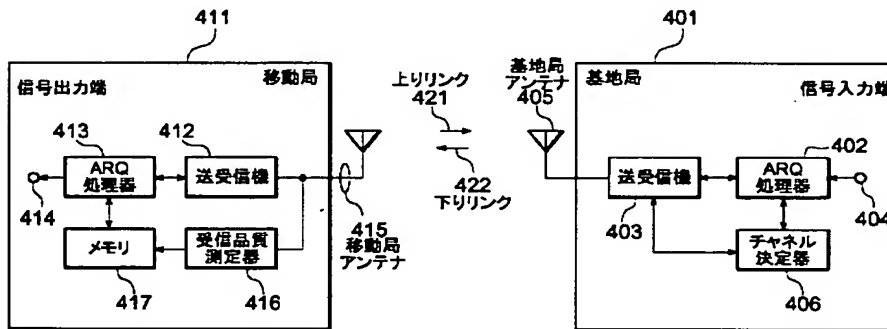 411
401
移動局
信号出力端
413
412
ARQ
処理器
送受信機
414
メモリ
受信品質
測定器
417
416
415
移動局
アンテナ
上りリンク
421
422
下りリンク
基地局
アンテナ
405
基地局
信号入力端
402
送受信機
ARQ
処理器
403
404
チャネル
決定器
406